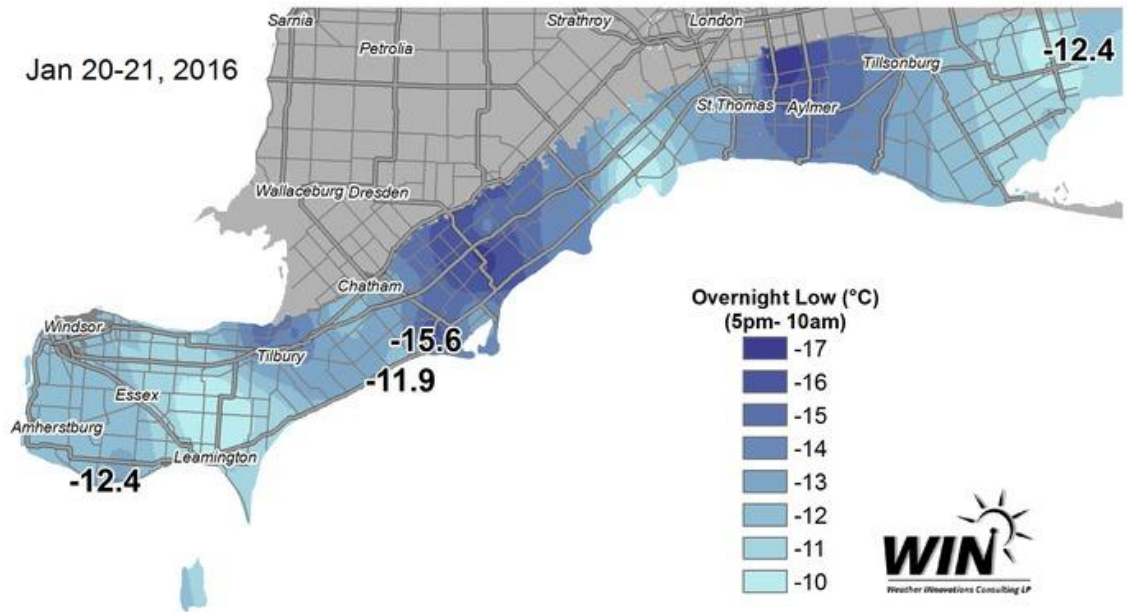 Sarnia
Strathroy
London
Petrolia
Jan 20-21, 2016
-12.4
Tillsonburg
St. Thomas
Aylmer
Wallaceburg
Dresden
Chatham
Overnight Low (°C)
(5pm- 10am)
Windsor
-15.6
Tilbury
-11.9
Essex
Amherstburg
Leamington
-12.4
-17
-16
-15
-14
-13
-12
-11
-10
WIN
Weather INnovations Consulting LP